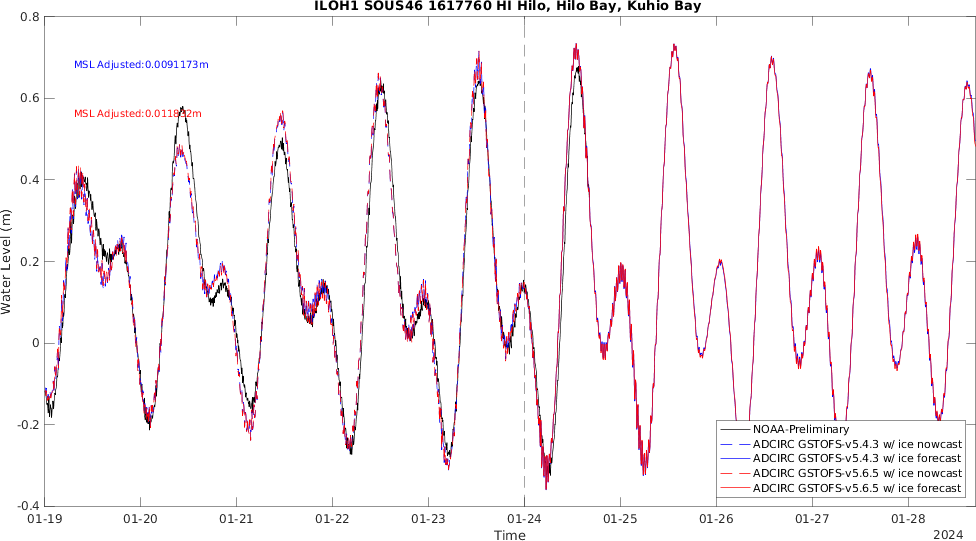 ILOH1 SOUS46 1617760 HI Hilo, Hilo Bay, Kuhio Bay
0.8
MSL Adjusted:0.0091173m
0.6
0.4
0.2
0
-0.2
-0.4
Water Level (m)
NOAA-Preliminary
ADCIRC GSTOFS-v5.4.3 w/ ice nowcast
ADCIRC GSTOFS-v5.4.3 w/ ice forecast
ADCIRC GSTOFS-v5.6.5 w/ ice nowcast
ADCIRC GSTOFS-v5.6.5 w/ ice forecast
01-19 01-20 01-21 01-22 01-23 01-24 01-25 01-26 01-27 01-28
Time
2024